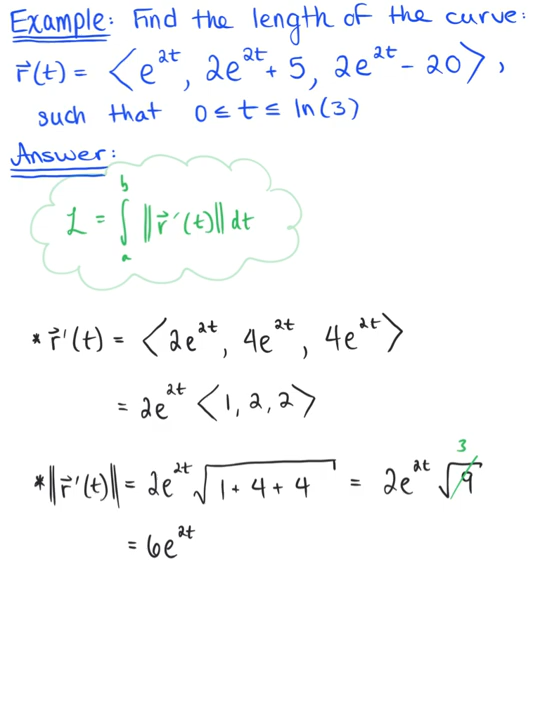 Example: Find the length of the curve:
r⃗(t) = ⟨e^{2t}, 2e^{2t} + 5, 2e^{2t} - 20⟩,
such that 0 ≤ t ≤ ln(3)
Answer:
L = ∫_a^b ‖r⃗'(t)‖ dt
* r⃗'(t) = ⟨2e^{2t}, 4e^{2t}, 4e^{2t}⟩
= 2e^{2t} ⟨1, 2, 2⟩
* ‖r⃗'(t)‖ = 2e^{2t} √(1 + 4 + 4) = 2e^{2t} √9 3
= 6e^{2t}